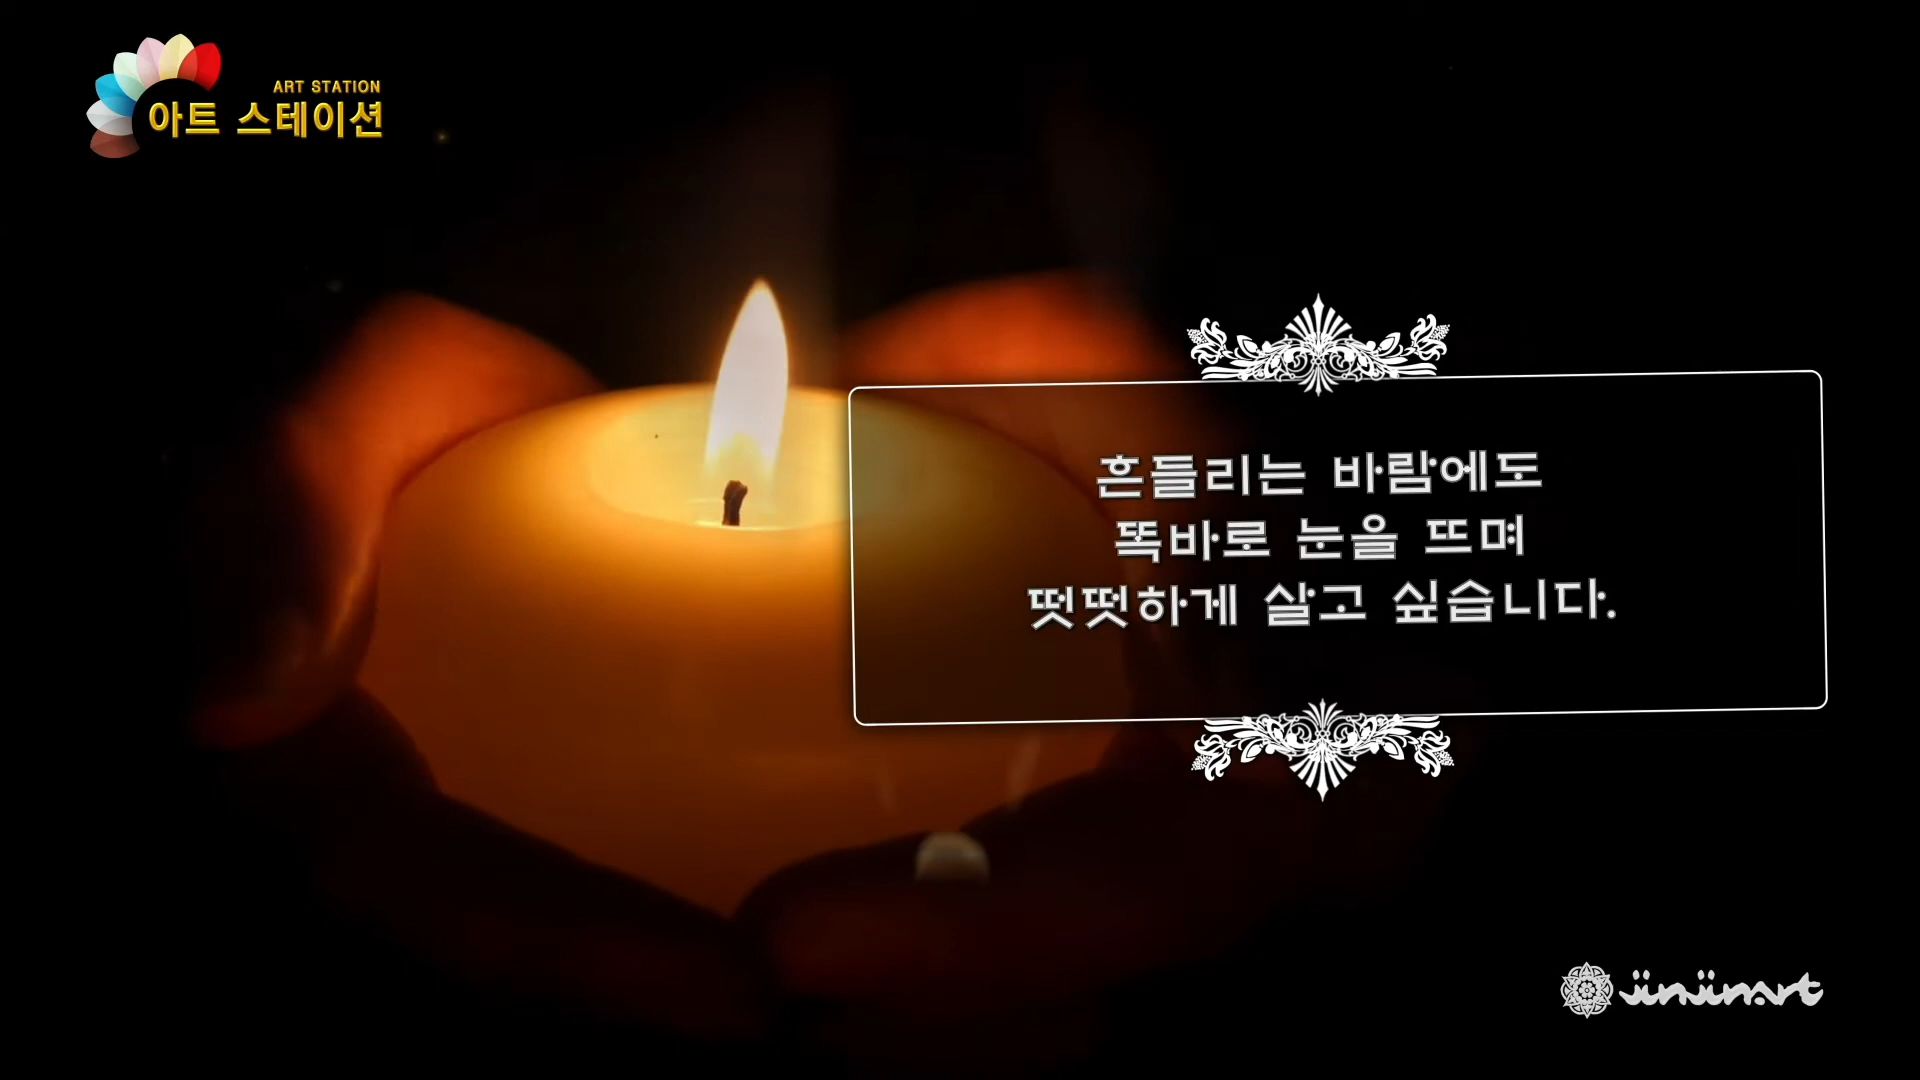 ART STATION
아트 스테이션
흔들리는 바람에도
똑바로 눈을 뜨며
떳떳하게 살고 싶습니다.
jinjinart